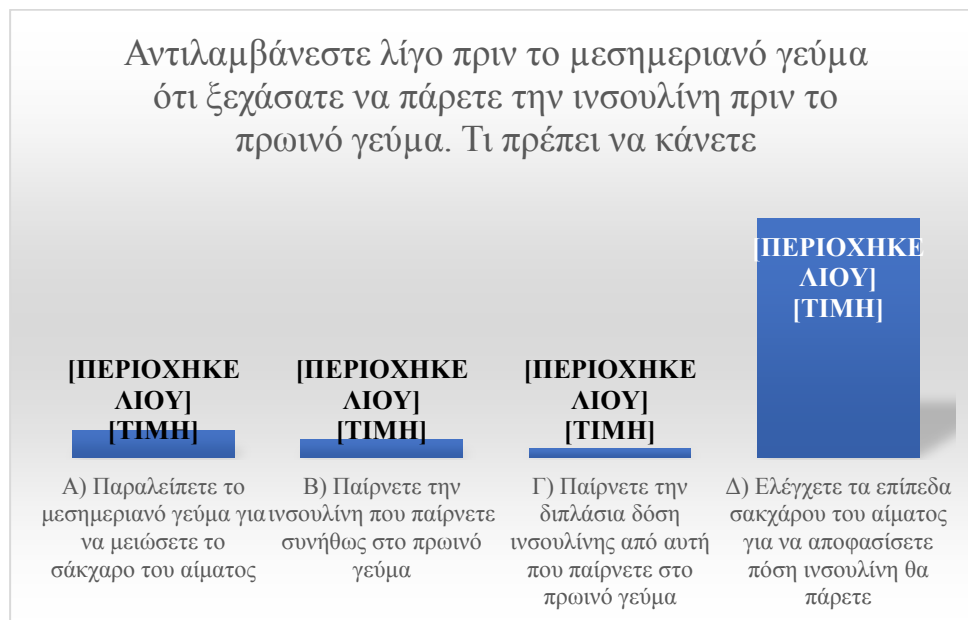 Αντιλαμβάνεστε λίγο πριν το μεσημεριανό γεύμα
ότι ξεχάσατε να πάρετε την ινσουλίνη πριν το
πρωινό γεύμα. Τι πρέπει να κάνετε
[ΠΕΡΙΟΧΗΚΕ
ΛΙΟΥ]
[ΤΙΜΗ]
[ΠΕΡΙΟΧΗΚΕ
ΛΙΟΥ]
[ΤΙΜΗ]
[ΠΕΡΙΟΧΗΚΕ
ΛΙΟΥ]
[ΤΙΜΗ]
[ΠΕΡΙΟΧΗΚΕ
ΛΙΟΥ]
[ΤΙΜΗ]
Α) Παραλείπετε το
μεσημεριανό γεύμα για
να μειώσετε το
σάκχαρο του αίματος
Β) Παίρνετε την
ινσουλίνη που παίρνετε
συνήθως στο πρωινό
γεύμα
Γ) Παίρνετε την
διπλάσια δόση
ινσουλίνης από αυτή
που παίρνετε στο
πρωινό γεύμα
Δ) Ελέγχετε τα επίπεδα
σακχάρου του αίματος
για να αποφασίσετε
πόση ινσουλίνη θα
πάρετε